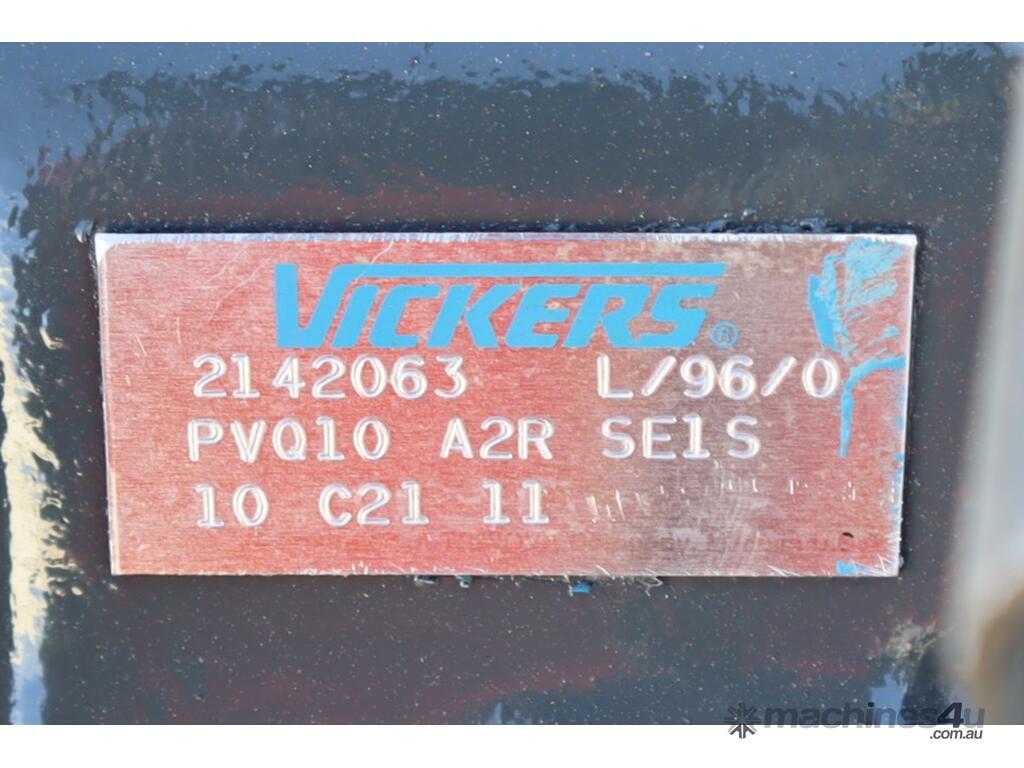 VICKERS®
2142063 L/96/0
PVQ10 A2R SE1S
10 C21 11
machines4u
.com.au